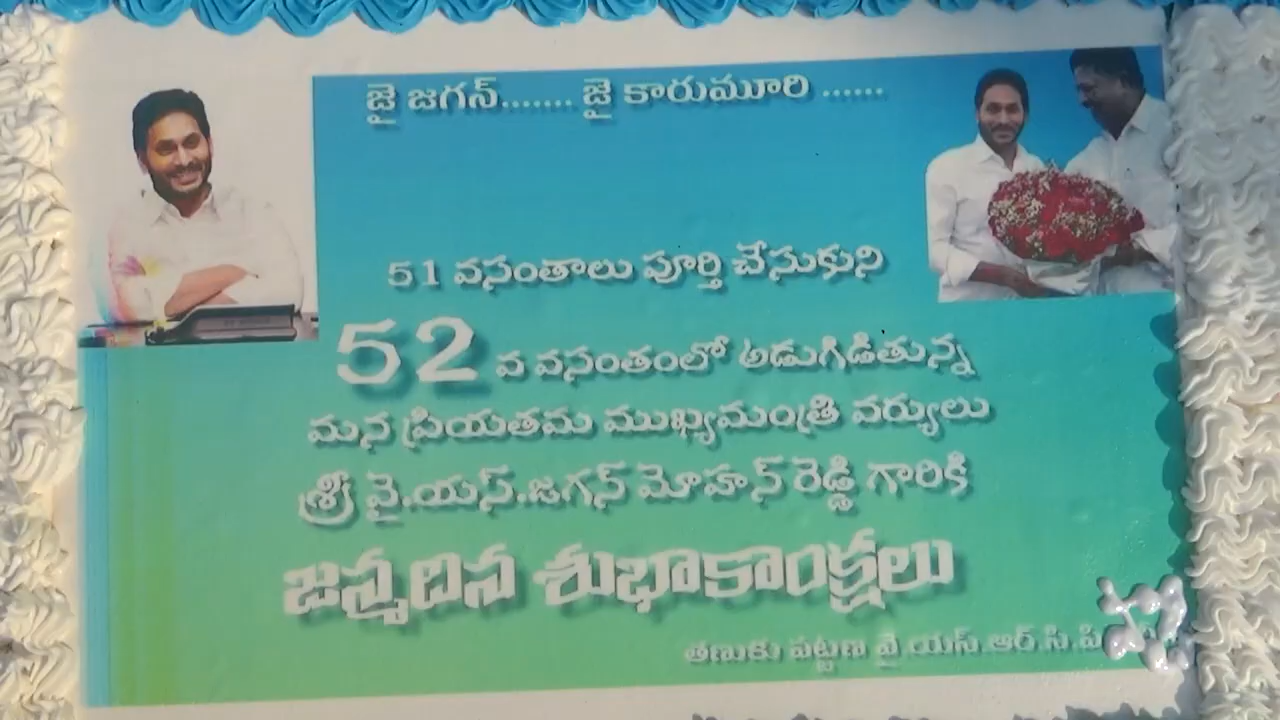 జై జగన్....... జై కారుమూరి ......
51 వసంతాలు పూర్తి చేసుకుని
52 వ వసంతంలో అడుగిడితున్న
మన ప్రియతమ ముఖ్యమంత్రి వర్యులు
శ్రీ వై.యస్.జగన్ మోహన్ రెడ్డి గారికి
జన్మదిన శుభాకాంక్షలు
తణుకు పట్టణ వై.యస్.ఆర్.సి.పి